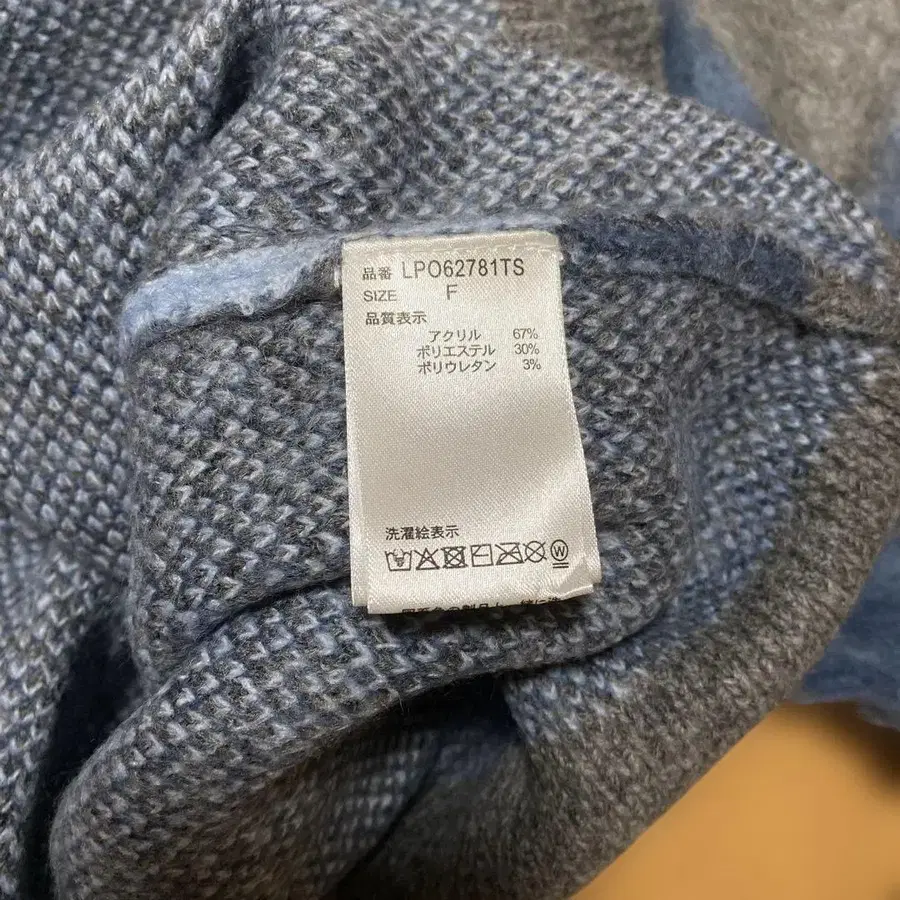 品番 LPO62781TS
SIZE F
品質表示
アクリル 67%
ポリエステル 30%
ポリウレタン 3%
洗濯絵表示
W